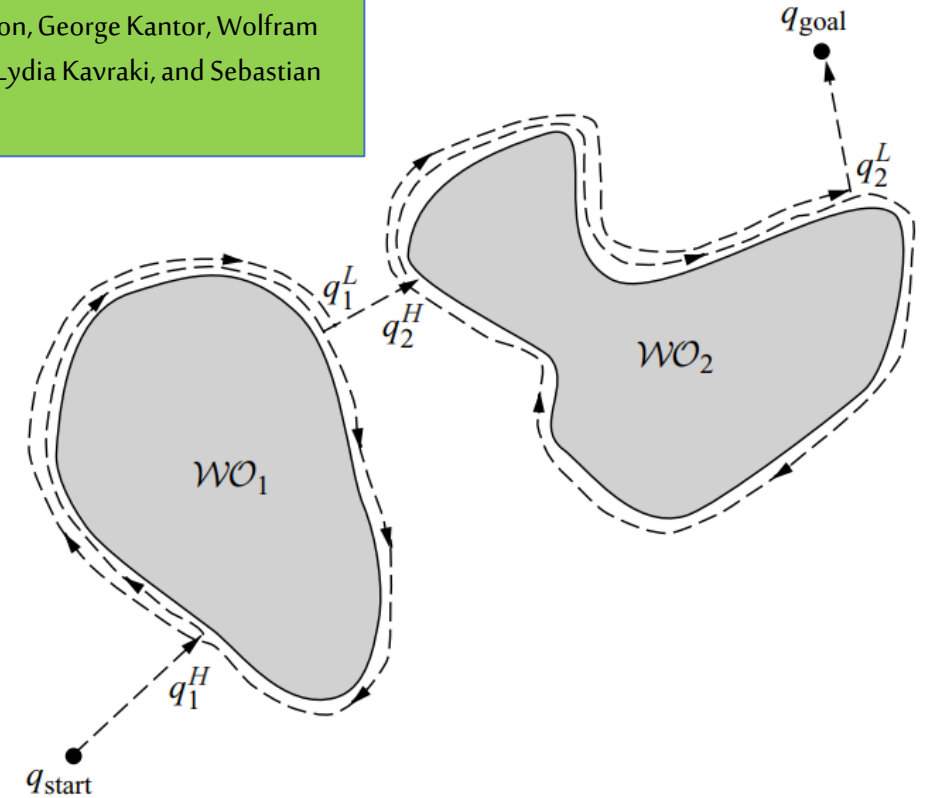 on, George Kantor, Wolfram
Lydia Kavraki, and Sebastian
q_goal
q_2^L
q_1^L
q_2^H
WO_2
WO_1
q_1^H
q_start